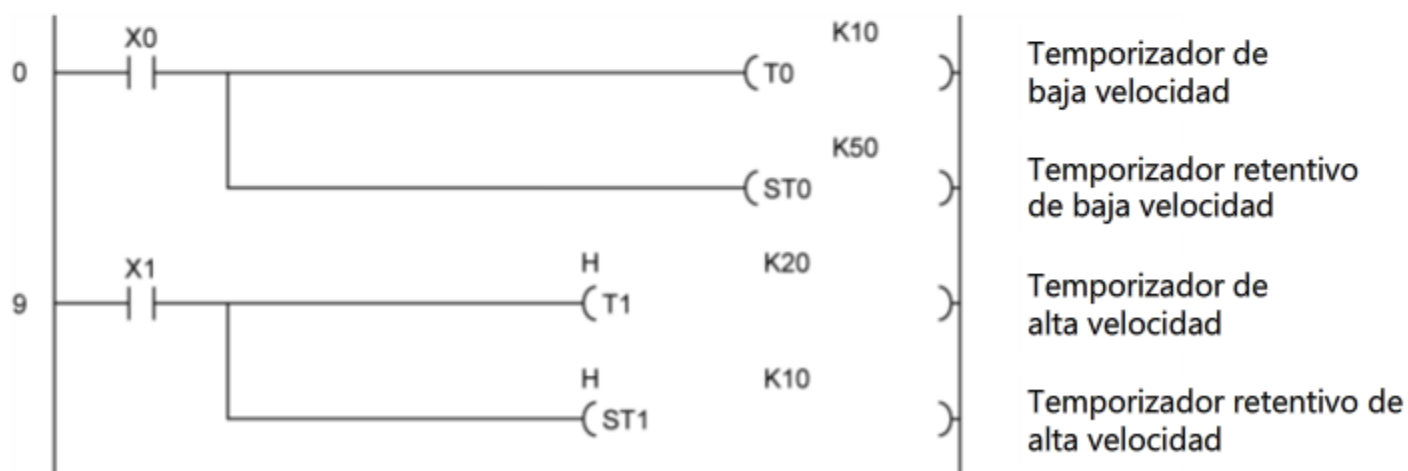 X0
K10
0
T0
Temporizador de
baja velocidad
K50
ST0
Temporizador retentivo
de baja velocidad
X1
H
K20
9
T1
Temporizador de
alta velocidad
H
K10
ST1
Temporizador retentivo de
alta velocidad